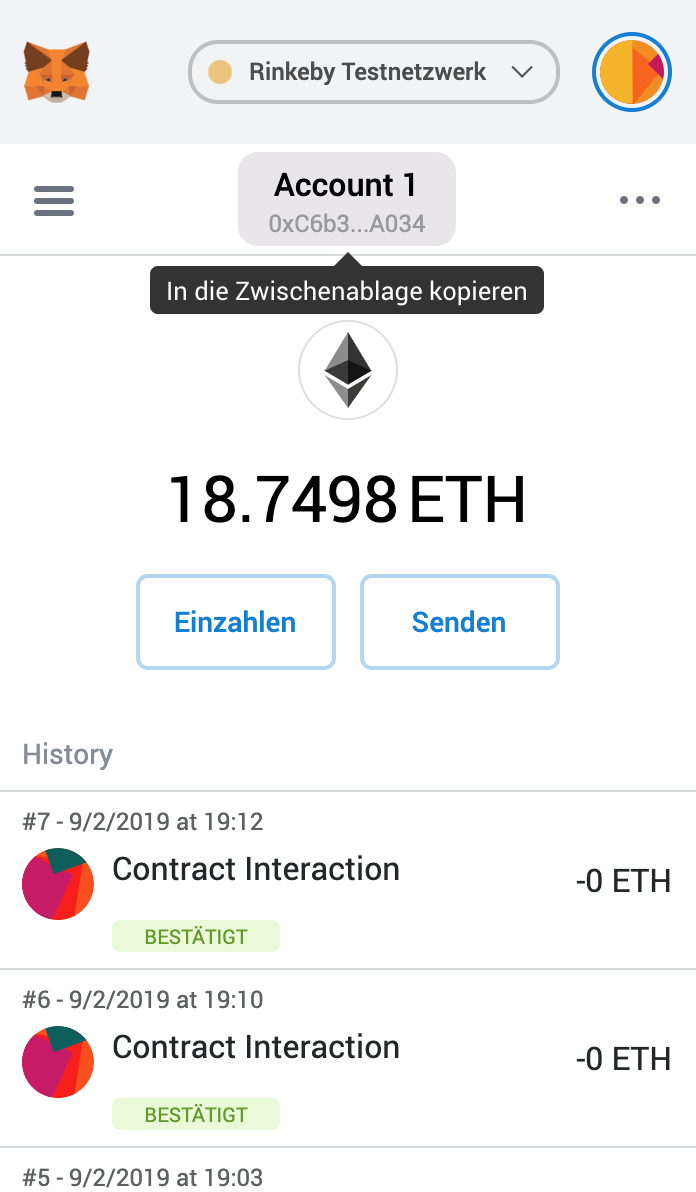 Rinkeby Testnetzwerk
Account 1
0xC6b3...A034
In die Zwischenablage kopieren
18.7498 ETH
Einzahlen
Senden
History
#7 - 9/2/2019 at 19:12
Contract Interaction
-0 ETH
BESTÄTIGT
#6 - 9/2/2019 at 19:10
Contract Interaction
-0 ETH
BESTÄTIGT
#5 - 9/2/2019 at 19:03